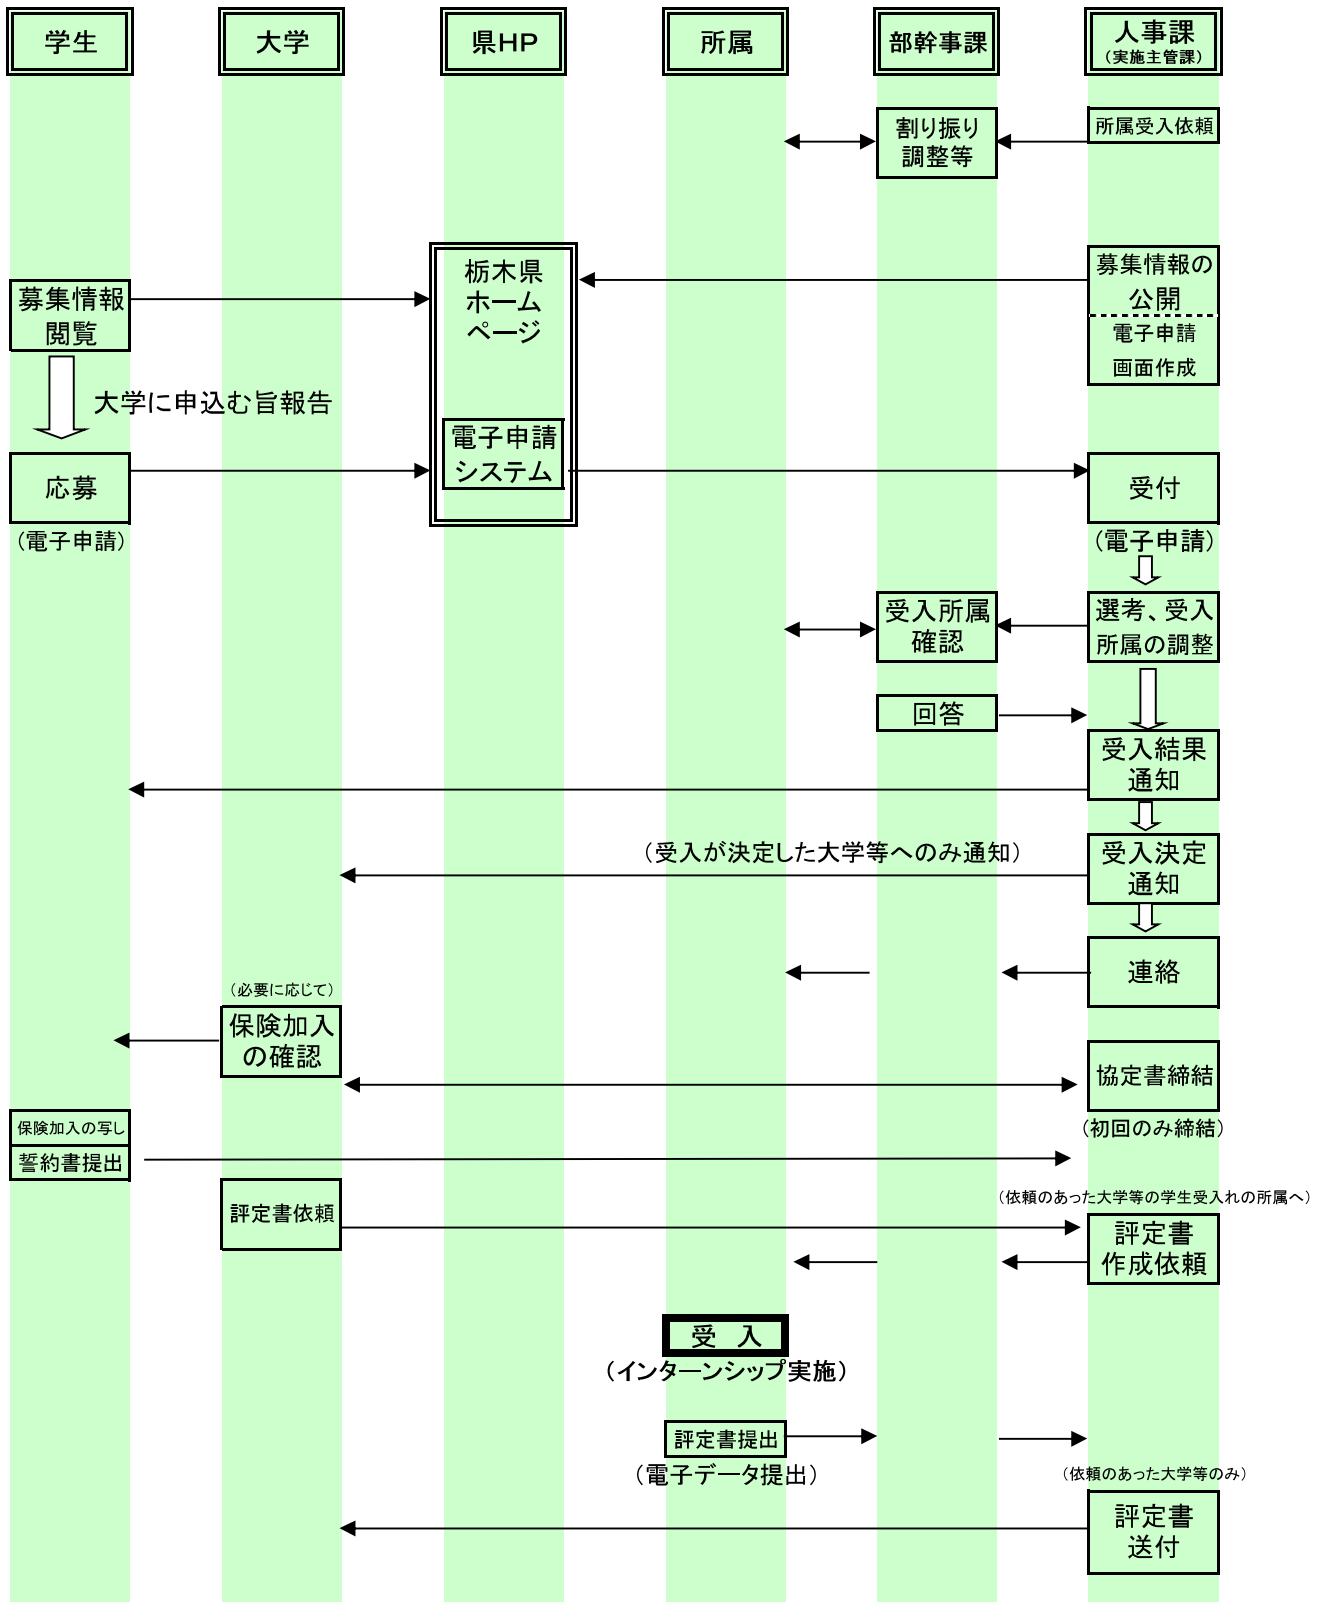 学生
大学
県HP
所属
部幹事課
人事課
（実施主管課）
割り振り
調整等
所属受入依頼
栃木県
ホーム
ページ
募集情報の
公開
電子申請
画面作成
募集情報
閲覧
大学に申込む旨報告
電子申請
システム
応募
（電子申請）
受付
（電子申請）
受入所属
確認
選考、受入
所属の調整
回答
受入結果
通知
（受入が決定した大学等へのみ通知）
受入決定
通知
連絡
（必要に応じて）
保険加入
の確認
協定書締結
（初回のみ締結）
保険加入の写し
誓約書提出
評定書依頼
（依頼のあった大学等の学生受入れの所属へ）
評定書
作成依頼
受　入
（インターンシップ実施）
評定書提出
（電子データ提出）
（依頼のあった大学等のみ）
評定書
送付